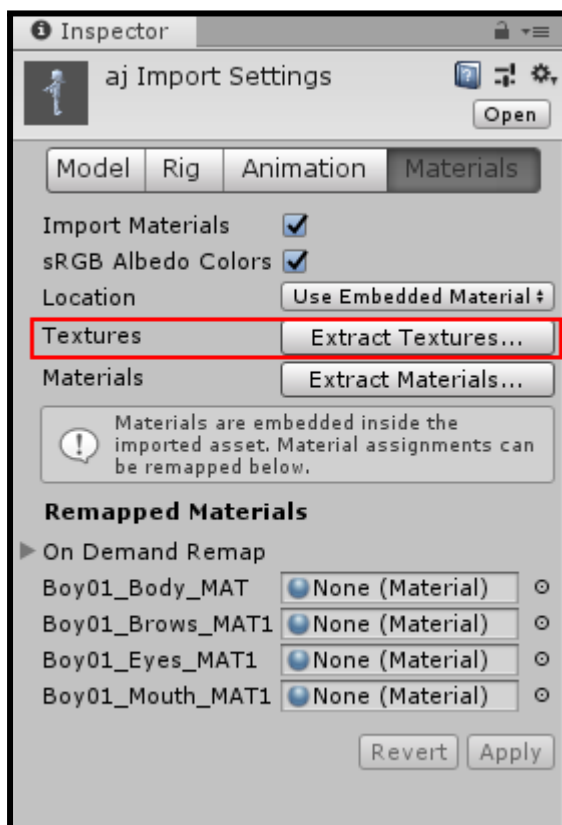 Inspector
aj Import Settings
Open
Model Rig Animation Materials
Import Materials
sRGB Albedo Colors
Location Use Embedded Material
Textures Extract Textures...
Materials Extract Materials...
Materials are embedded inside the
imported asset. Material assignments can
be remapped below.
Remapped Materials
On Demand Remap
Boy01_Body_MAT None (Material)
Boy01_Brows_MAT1 None (Material)
Boy01_Eyes_MAT1 None (Material)
Boy01_Mouth_MAT1 None (Material)
Revert Apply